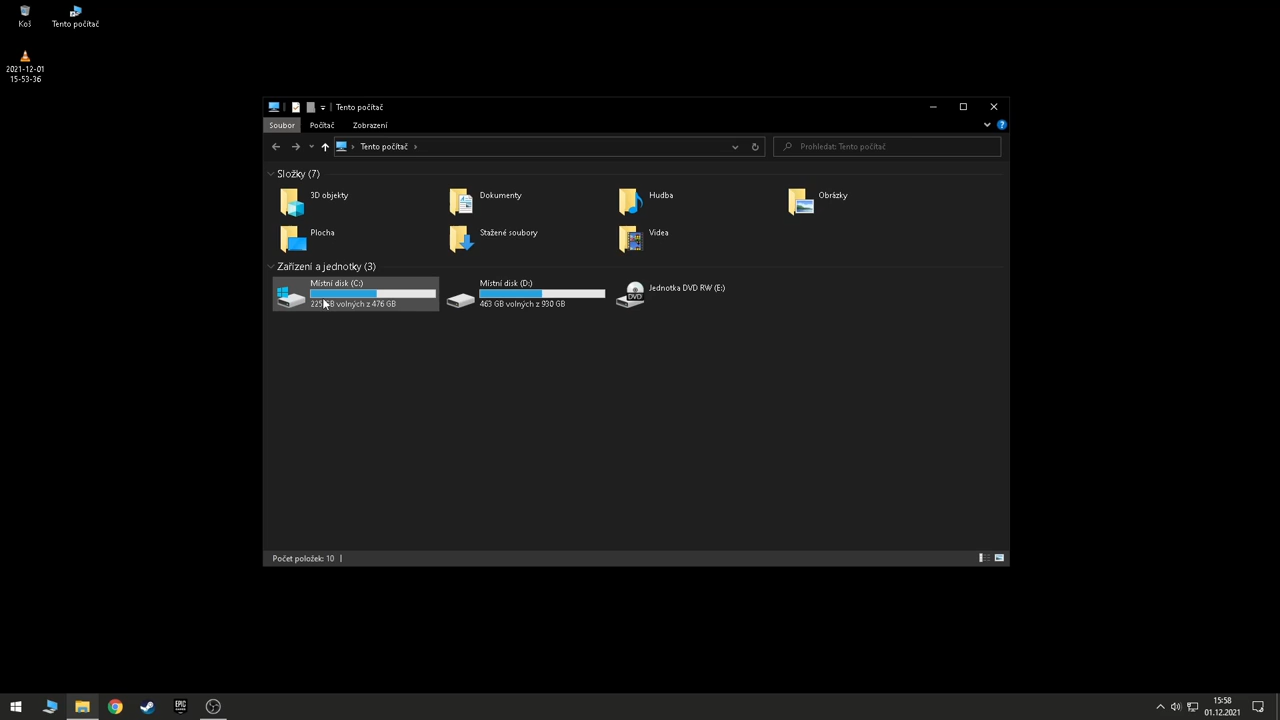 Koš
Tento počítač
2021-12-01
15-53-36
Tento počítač
Soubor
Počítač
Zobrazení
Tento počítač
Prohledat: Tento počítač
Složky (7)
3D objekty
Dokumenty
Hudba
Obrázky
Plocha
Stažené soubory
Videa
Zařízení a jednotky (3)
Místní disk (C:)
225 GB volných z 476 GB
Místní disk (D:)
463 GB volných z 930 GB
Jednotka DVD RW (E:)
DVD
Počet položek: 10
EPIC
15:58
01.12.2021